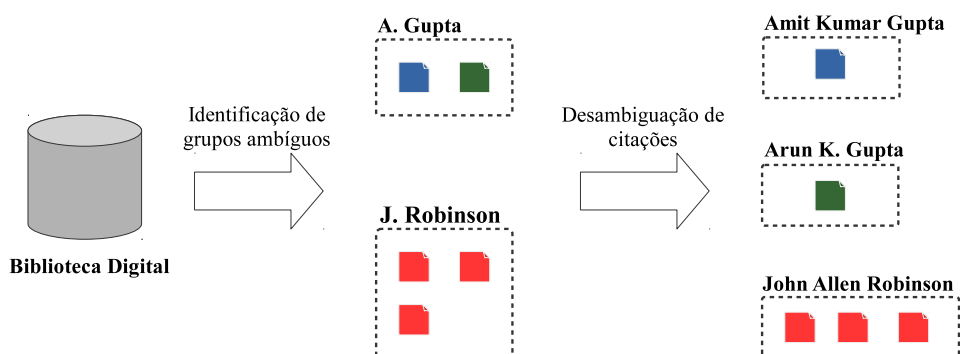 Biblioteca Digital
Identificação de
grupos ambíguos
A. Gupta
J. Robinson
Desambiguação de
citações
Amit Kumar Gupta
Arun K. Gupta
John Allen Robinson